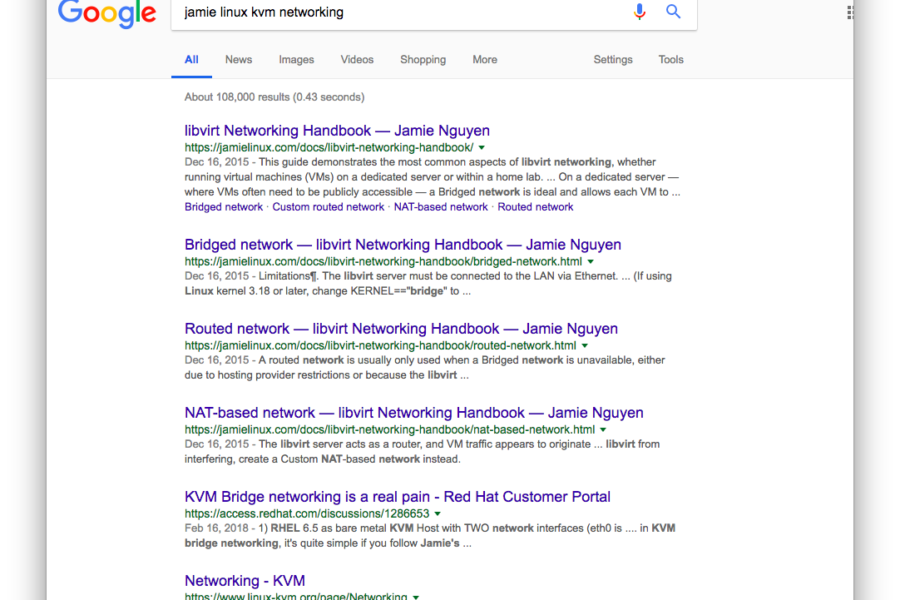 Google
jamie linux kvm networking
All News Images Videos Shopping More Settings Tools
About 108,000 results (0.43 seconds)
libvirt Networking Handbook — Jamie Nguyen
https://jamielinux.com/docs/libvirt-networking-handbook/
Dec 16, 2015 - This guide demonstrates the most common aspects of libvirt networking, whether
running virtual machines (VMs) on a dedicated server or within a home lab. ... On a dedicated server —
where VMs often need to be publicly accessible — a Bridged network is ideal and allows each VM to ...
Bridged network · Custom routed network · NAT-based network · Routed network
Bridged network — libvirt Networking Handbook — Jamie Nguyen
https://jamielinux.com/docs/libvirt-networking-handbook/bridged-network.html
Dec 16, 2015 - Limitations¶. The libvirt server must be connected to the LAN via Ethernet. ... (If using
Linux kernel 3.18 or later, change KERNEL=="bridge" to ...
Routed network — libvirt Networking Handbook — Jamie Nguyen
https://jamielinux.com/docs/libvirt-networking-handbook/routed-network.html
Dec 16, 2015 - A routed network is usually only used when a Bridged network is unavailable, either
due to hosting provider restrictions or because the libvirt ...
NAT-based network — libvirt Networking Handbook — Jamie Nguyen
https://jamielinux.com/docs/libvirt-networking-handbook/nat-based-network.html
Dec 16, 2015 - The libvirt server acts as a router, and VM traffic appears to originate ... libvirt from
interfering, create a Custom NAT-based network instead.
KVM Bridge networking is a real pain - Red Hat Customer Portal
https://access.redhat.com/discussions/1286653
Feb 16, 2018 - 1) RHEL 6.5 as bare metal KVM Host with TWO network interfaces (eth0 is .... in KVM
bridge networking, it's quite simple if you follow Jamie's ...
Networking - KVM
https://www.linux-kvm.org/page/Networking